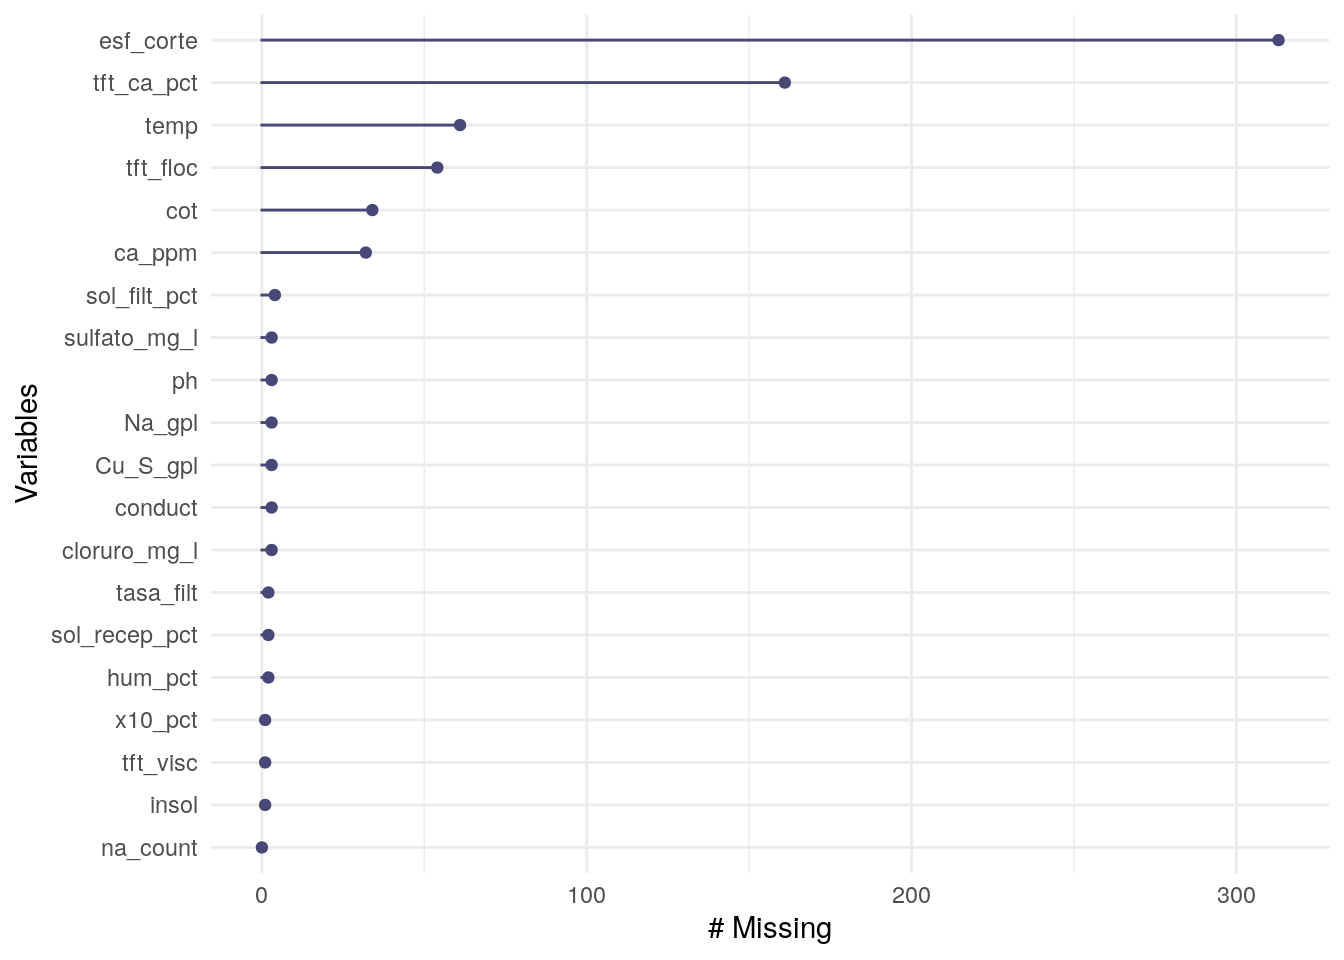 esf_corte
tft_ca_pct
temp
tft_floc
cot
ca_ppm
sol_filt_pct
sulfato_mg_l
ph
Na_gpl
Cu_S_gpl
conduct
cloruro_mg_l
tasa_filt
sol_recep_pct
hum_pct
x10_pct
tft_visc
insol
na_count
Variables
0 100 200 300
# Missing